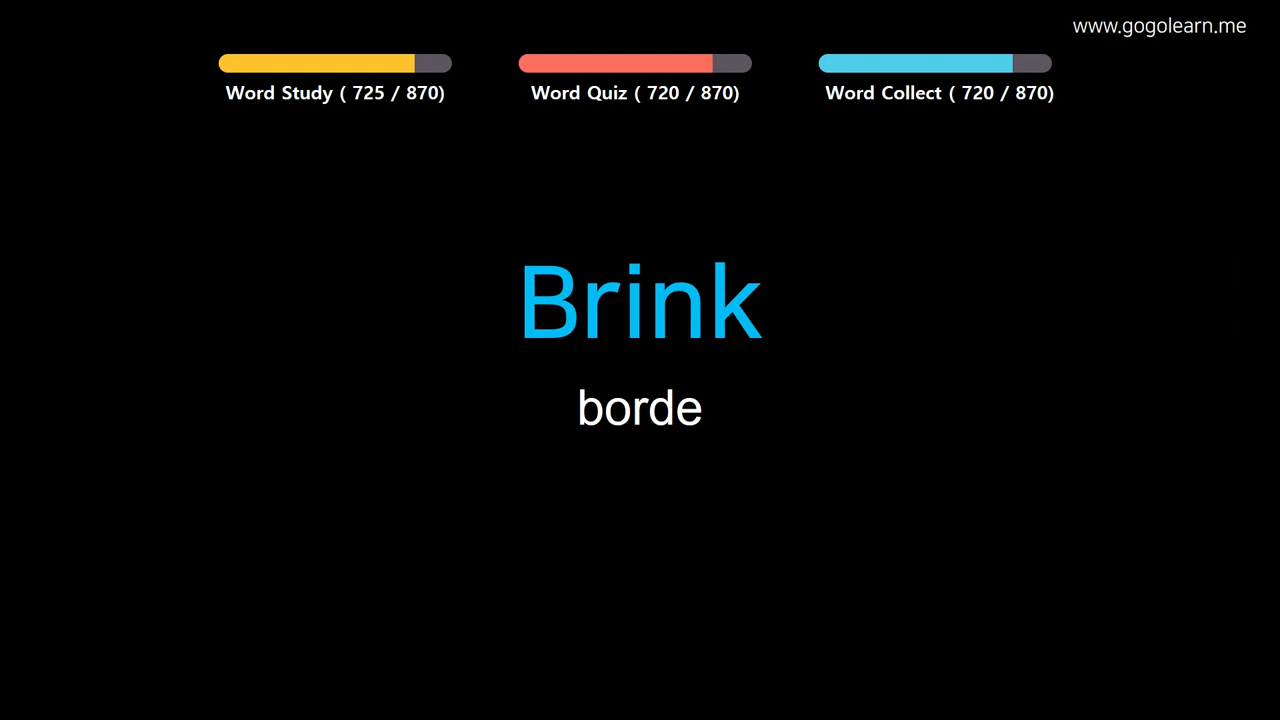 www.gogolearn.me
Word Study ( 725 / 870)
Word Quiz ( 720 / 870)
Word Collect ( 720 / 870)
Brink
borde